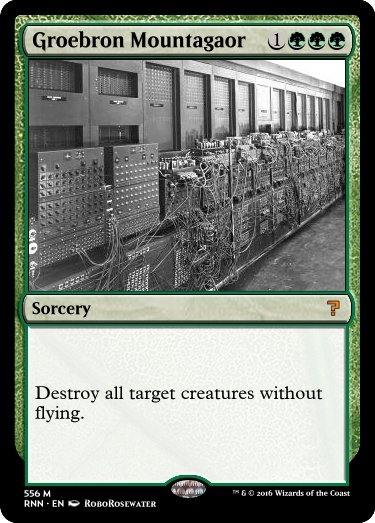 Groebron Mountagaor 1
Sorcery
Destroy all target creatures without
flying.
556 M
RNN • EN RoboRosewater
™ & © 2016 Wizards of the Coast